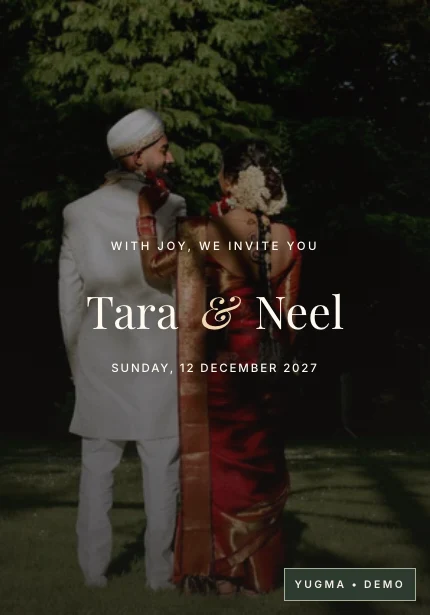 WITH JOY, WE INVITE YOU
Tara & Neel
SUNDAY, 12 DECEMBER 2027
YUGMA • DEMO